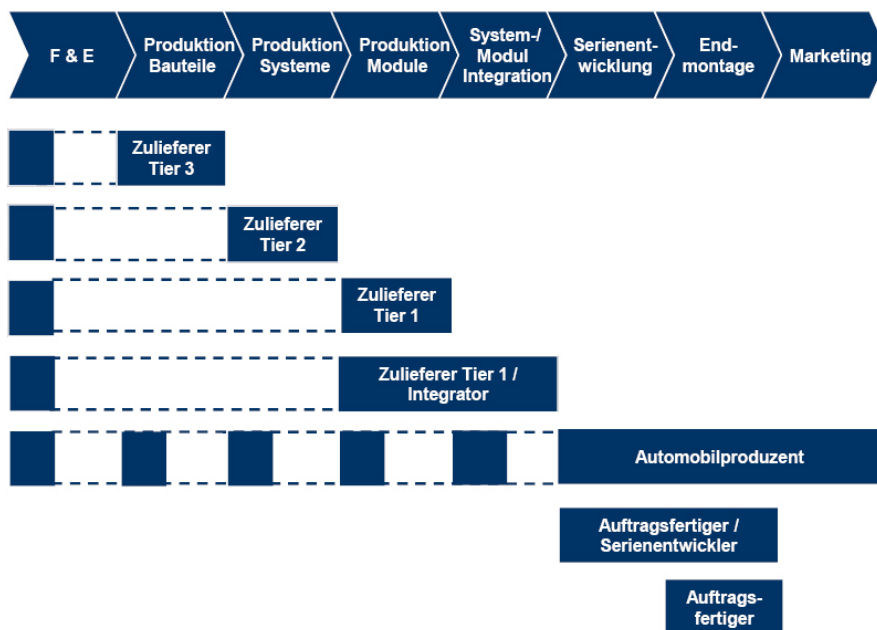 F & E
Produktion
Bauteile
Produktion
Systeme
Produktion
Module
System-/
Modul
Integration
Serienent-
wicklung
End-
montage
Marketing
Zulieferer
Tier 3
Zulieferer
Tier 2
Zulieferer
Tier 1
Zulieferer Tier 1 /
Integrator
Automobilproduzent
Auftragsfertiger /
Serienentwickler
Auftrags-
fertiger